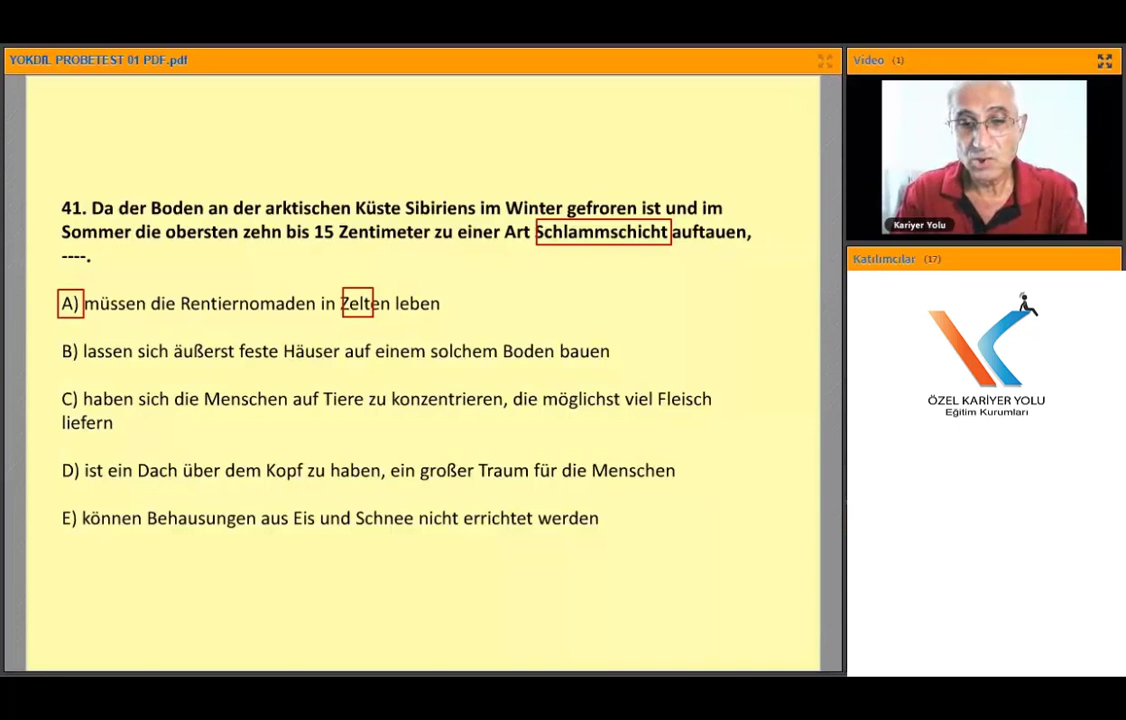 YÖKDİL PROBETEST 01 PDF.pdf
Video (1)
Kariyer Yolu
Katılımcılar (17)
ÖZEL KARİYER YOLU
Eğitim Kurumları
41. Da der Boden an der arktischen Küste Sibiriens im Winter gefroren ist und im
Sommer die obersten zehn bis 15 Zentimeter zu einer Art Schlammschicht auftauen,
----.
A) müssen die Rentiernomaden in Zelten leben
B) lassen sich äußerst feste Häuser auf einem solchem Boden bauen
C) haben sich die Menschen auf Tiere zu konzentrieren, die möglichst viel Fleisch
liefern
D) ist ein Dach über dem Kopf zu haben, ein großer Traum für die Menschen
E) können Behausungen aus Eis und Schnee nicht errichtet werden